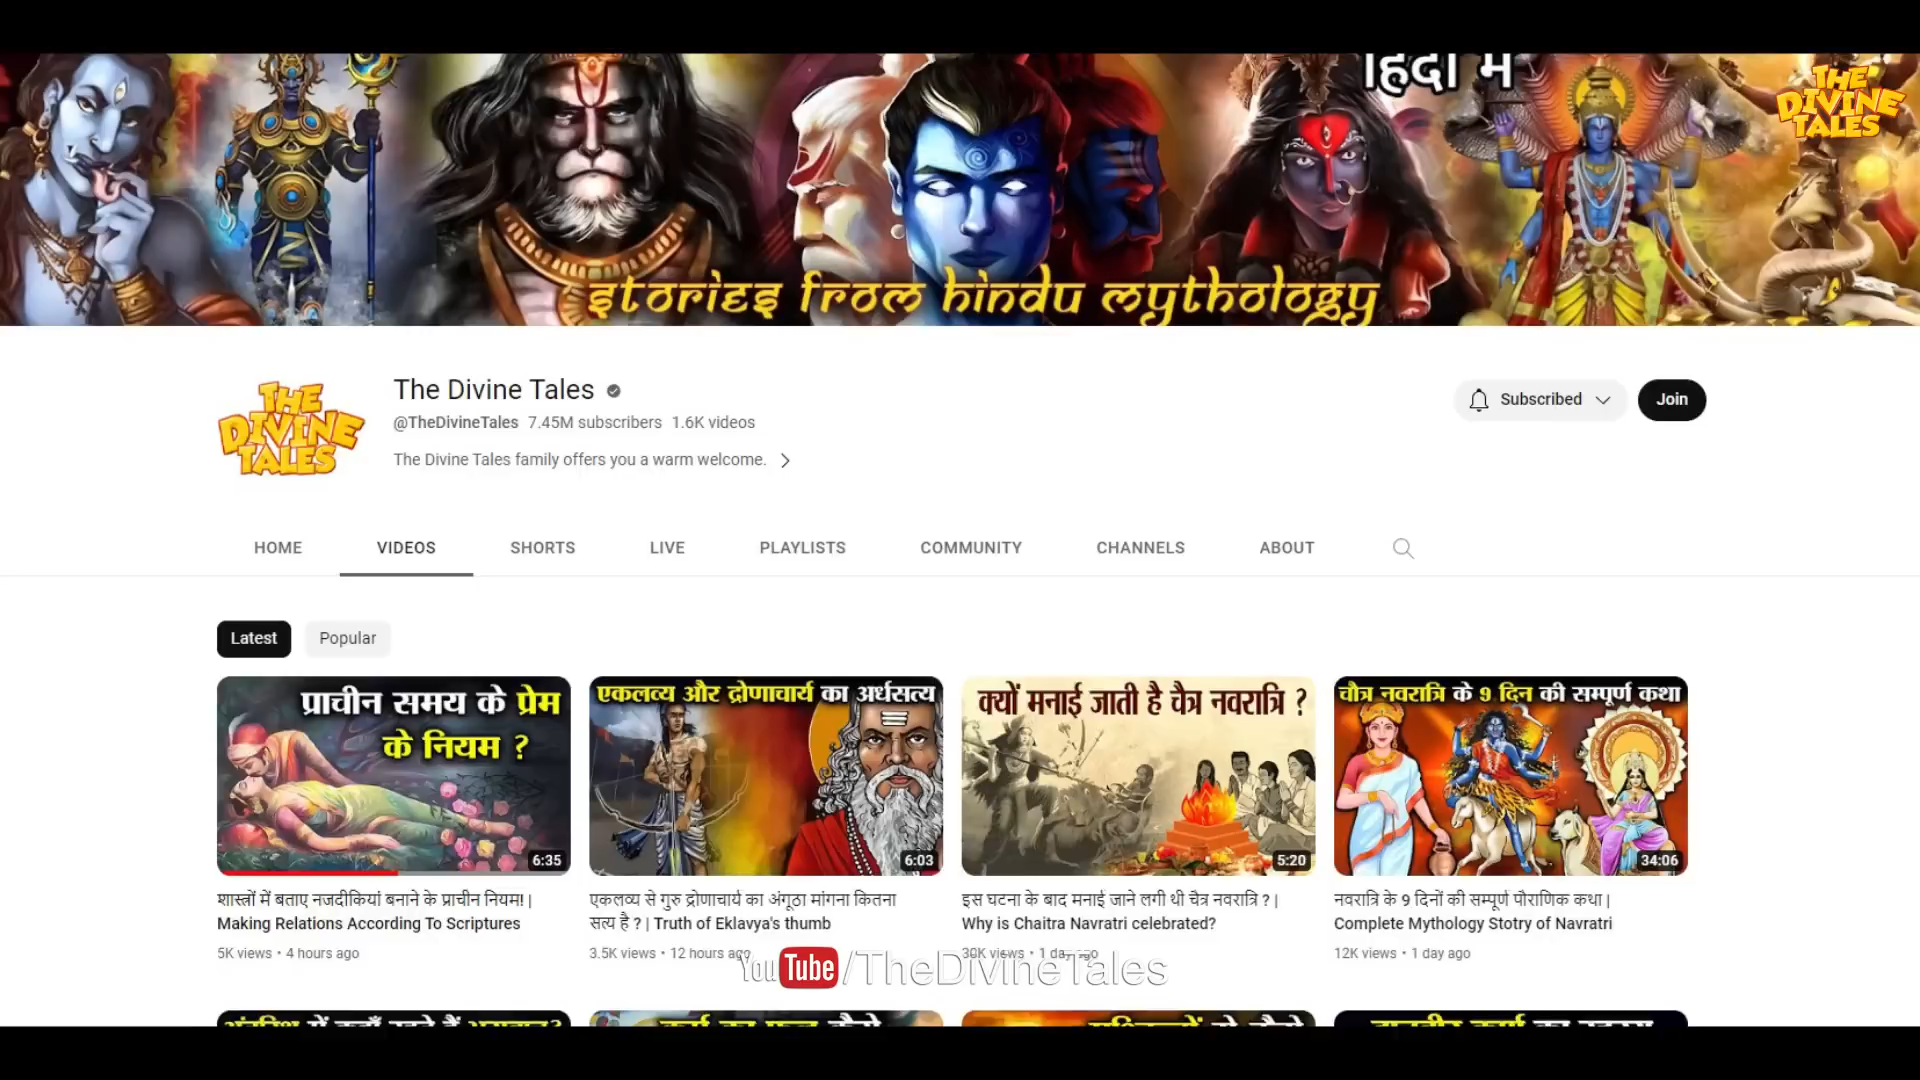 हिंदी में
THE DIVINE TALES
stories from hindu mythology
THE DIVINE TALES
The Divine Tales
@TheDivineTales 7.45M subscribers 1.6K videos
The Divine Tales family offers you a warm welcome.
Subscribed
Join
HOME VIDEOS SHORTS LIVE PLAYLISTS COMMUNITY CHANNELS ABOUT
Latest Popular
प्राचीन समय के प्रेम
के नियम ?
6:35
एकलव्य और द्रोणाचार्य का अर्धसत्य
6:03
क्यों मनाई जाती है चैत्र नवरात्रि ?
5:20
चौत्र नवरात्रि के 9 दिन की सम्पूर्ण कथा
34:06
शास्त्रों में बताए नजदीकियां बनाने के प्राचीन नियम! |
Making Relations According To Scriptures
5K views • 4 hours ago
एकलव्य से गुरु द्रोणाचार्य का अंगूठा मांगना कितना
सत्य है ? | Truth of Eklavya's thumb
3.5K views • 12 hours ago
इस घटना के बाद मनाई जाने लगी थी चैत्र नवरात्रि ? |
Why is Chaitra Navratri celebrated?
30K views • 1 day ago
नवरात्रि के 9 दिनों की सम्पूर्ण पौराणिक कथा |
Complete Mythology Stotry of Navratri
12K views • 1 day ago
YouTube/TheDivineTales